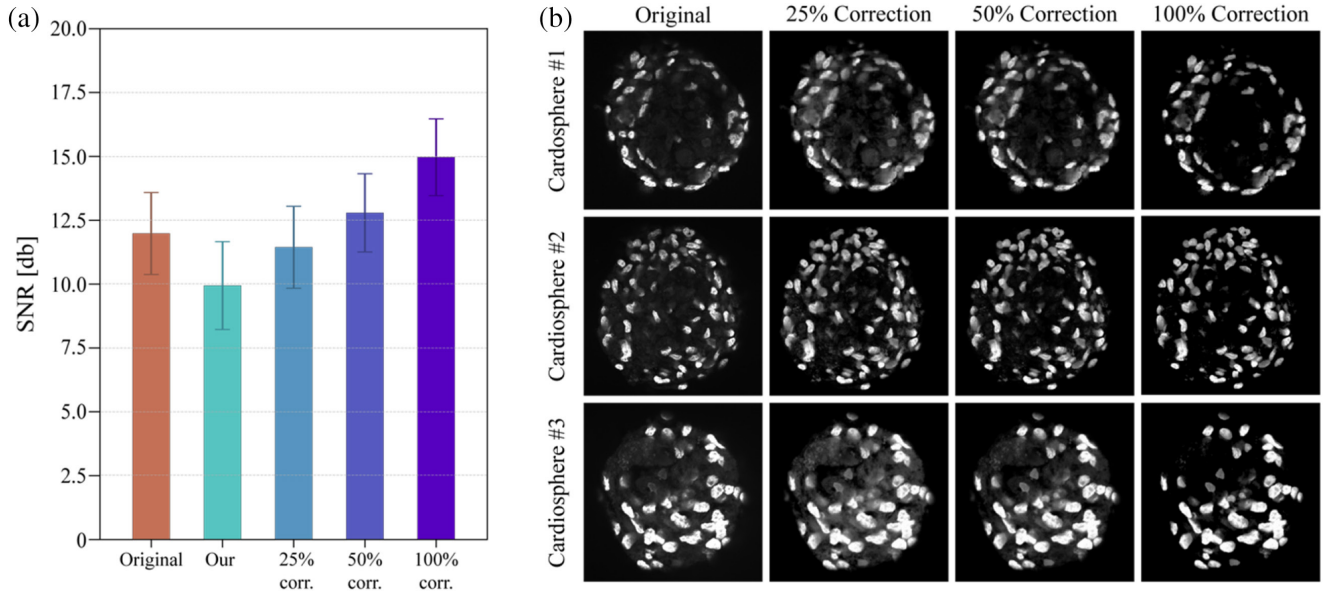 (a)
20.0
17.5
15.0
12.5
10.0
7.5
5.0
2.5
0
SNR [db]
Original Our 25% corr. 50% corr. 100% corr.
(b)
Original 25% Correction 50% Correction 100% Correction
Cardosphere #1
Cardiosphere #2
Cardiosphere #3